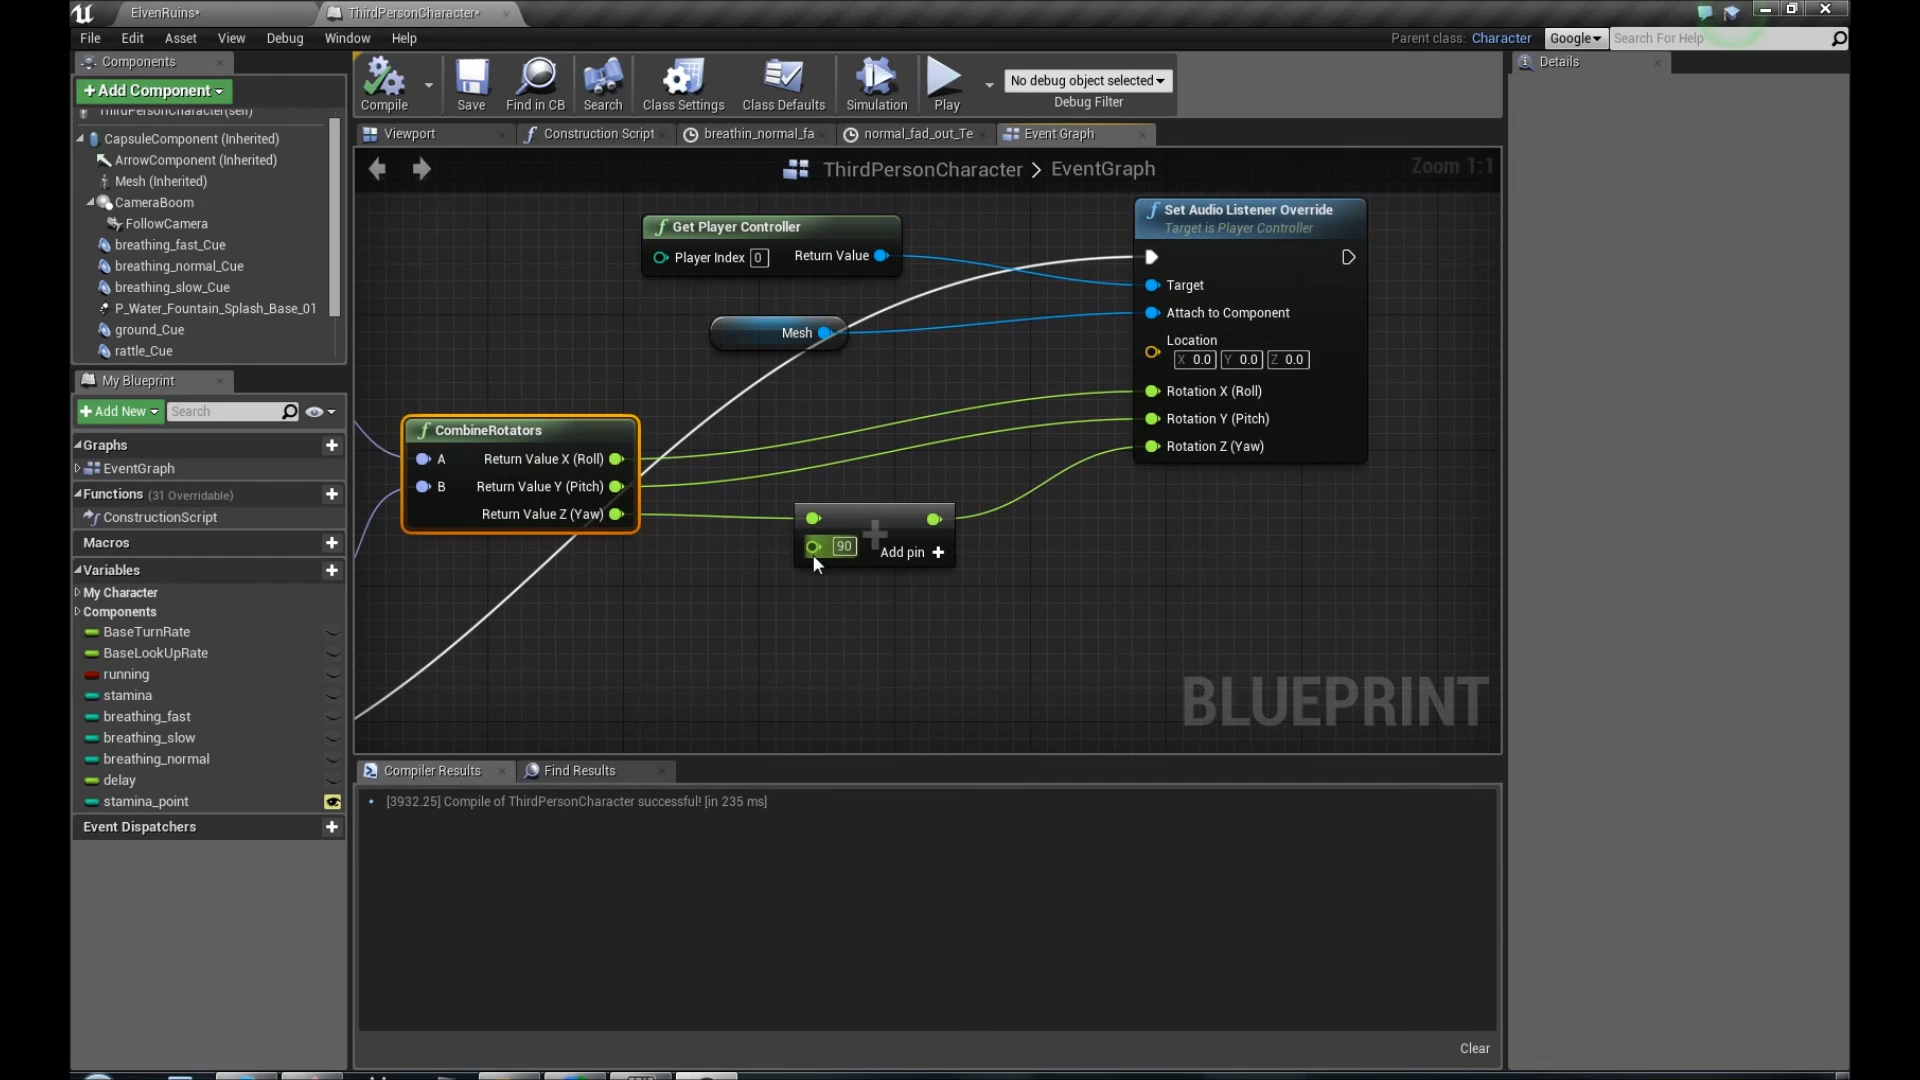 ElvenRuins*
ThirdPersonCharacter*
File Edit Asset View Debug Window Help
Parent class: Character
Google
Search For Help
Components
Details
+Add Component
ThirdPersonCharacter(self)
CapsuleComponent (Inherited)
ArrowComponent (Inherited)
Mesh (Inherited)
CameraBoom
FollowCamera
breathing_fast_Cue
breathing_normal_Cue
breathing_slow_Cue
P_Water_Fountain_Splash_Base_01
ground_Cue
rattle_Cue
Compile
Save
Find in CB
Search
Class Settings
Class Defaults
Simulation
Play
No debug object selected
Debug Filter
Viewport
Construction Script
breathin_normal_fa
normal_fad_out_Te
Event Graph
ThirdPersonCharacter > EventGraph
Zoom 1:1
Get Player Controller
Player Index 0
Return Value
Mesh
Set Audio Listener Override
Target is Player Controller
Target
Attach to Component
Location
X 0.0 Y 0.0 Z 0.0
Rotation X (Roll)
Rotation Y (Pitch)
Rotation Z (Yaw)
CombineRotators
A Return Value X (Roll)
B Return Value Y (Pitch)
Return Value Z (Yaw)
90
Add pin +
BLUEPRINT
My Blueprint
+Add New
Search
Graphs
EventGraph
Functions (31 Overridable)
ConstructionScript
Macros
Variables
My Character
Components
BaseTurnRate
BaseLookUpRate
running
stamina
breathing_fast
breathing_slow
breathing_normal
delay
stamina_point
Event Dispatchers
Compiler Results
Find Results
[3932.25] Compile of ThirdPersonCharacter successful! [in 235 ms]
Clear